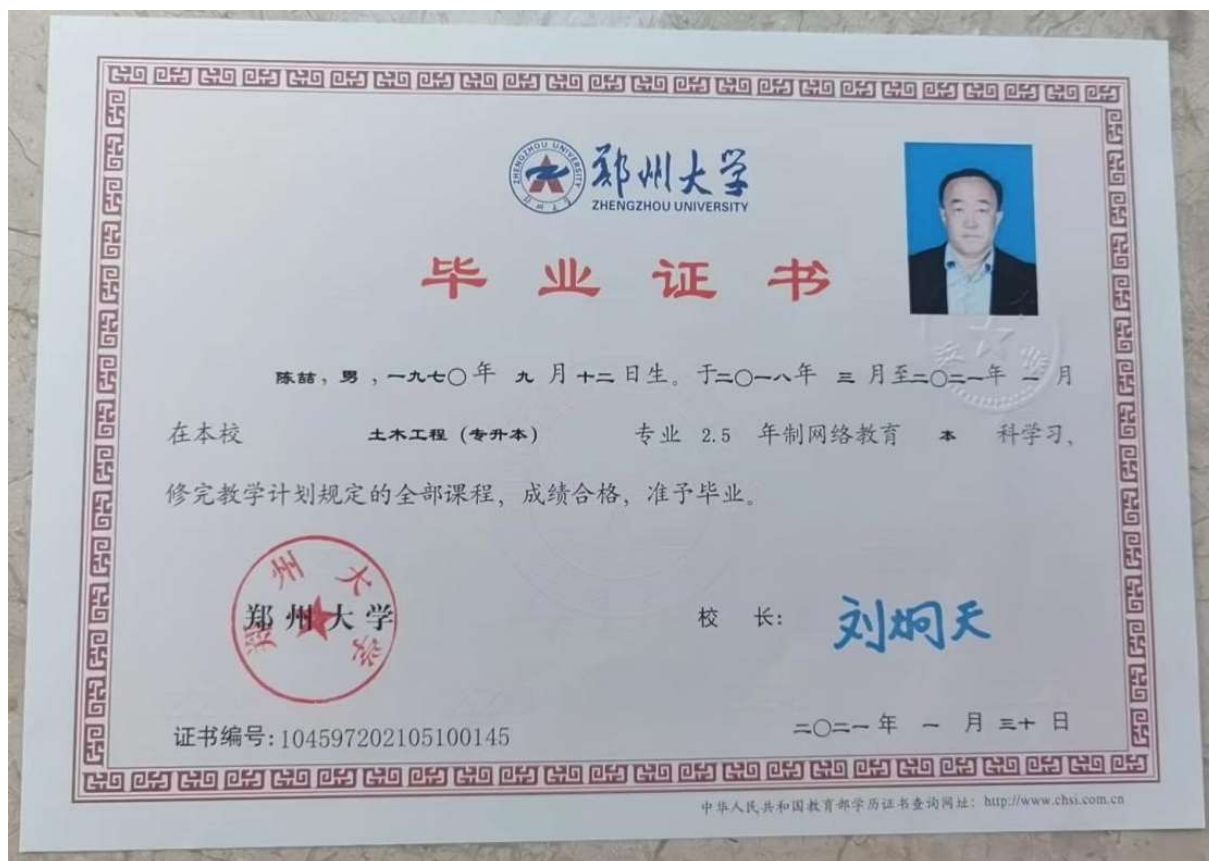 郑州大学
ZHENGZHOU UNIVERSITY
毕业证书
陈喆，男，一九七〇年 九 月十二日生。于二〇一八年 三 月至二〇二一年 一 月
在本校 土木工程（专升本） 专业 2.5 年制网络教育 本 科学习，
修完教学计划规定的全部课程，成绩合格，准予毕业。
郑州大学
郑州大学
校 长：刘炯天
证书编号：104597202105100145
二〇二一年 一 月 三十 日
中华人民共和国教育部学历证书查询网址：http://www.chsi.com.cn